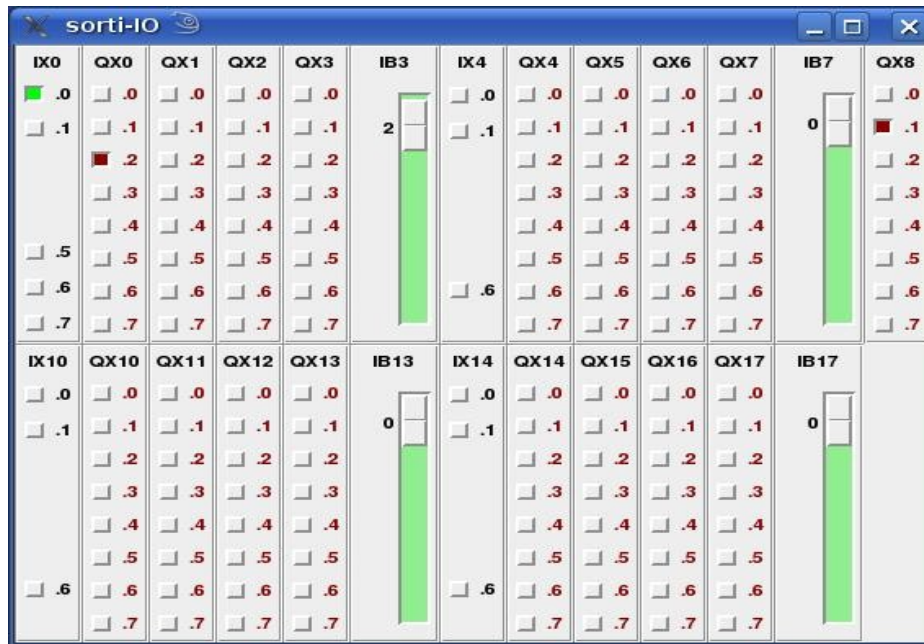 sorti-IO
IX0 QX0 QX1 QX2 QX3 IB3 IX4 QX4 QX5 QX6 QX7 IB7 QX8
.0 .0 .0 .0 .0 .0 .0 .0 .0 .0 .0
.1 .1 .1 .1 .1 2 .1 .1 .1 .1 .1 0 .1
.2 .2 .2 .2 .2 .2 .2 .2 .2
.3 .3 .3 .3 .3 .3 .3 .3 .3
.4 .4 .4 .4 .4 .4 .4 .4 .4
.5 .5 .5 .5 .5 .5 .5 .5 .5 .5
.6 .6 .6 .6 .6 .6 .6 .6 .6 .6 .6
.7 .7 .7 .7 .7 .7 .7 .7 .7 .7
IX10 QX10 QX11 QX12 QX13 IB13 IX14 QX14 QX15 QX16 QX17 IB17
.0 .0 .0 .0 .0 .0 .0 .0 .0 .0
.1 .1 .1 .1 .1 0 .1 .1 .1 .1 .1 0
.2 .2 .2 .2 .2 .2 .2 .2
.3 .3 .3 .3 .3 .3 .3 .3
.4 .4 .4 .4 .4 .4 .4 .4
.5 .5 .5 .5 .5 .5 .5 .5
.6 .6 .6 .6 .6 .6 .6 .6 .6 .6
.7 .7 .7 .7 .7 .7 .7 .7